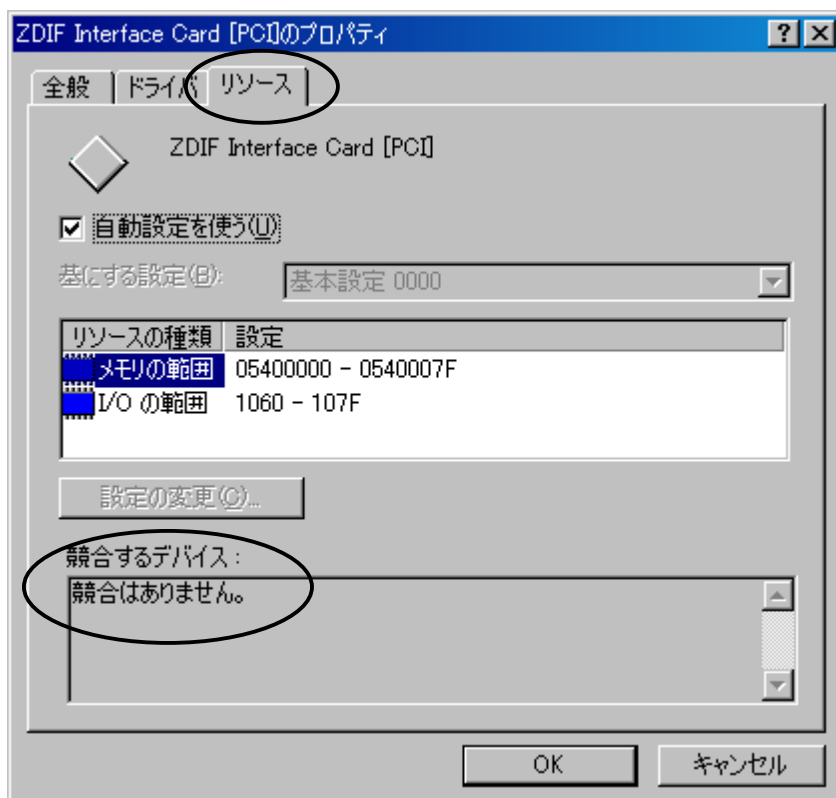 ZDIF Interface Card [PCI]のプロパティ
全般 ドライバ リソース
ZDIF Interface Card [PCI]
自動設定を使う(U)
基にする設定(B): 基本設定 0000
リソースの種類 設定
メモリの範囲 05400000 - 0540007F
I/O の範囲 1060 - 107F
設定の変更(C)...
競合するデバイス:
競合はありません。
OK キャンセル